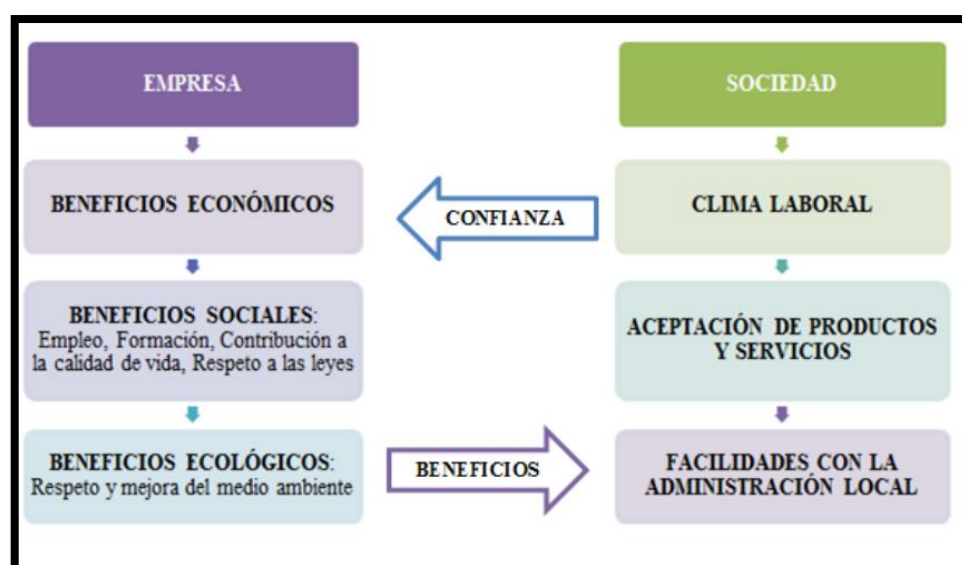 EMPRESA
BENEFICIOS ECONÓMICOS
BENEFICIOS SOCIALES:
Empleo, Formación, Contribución a
la calidad de vida, Respeto a las leyes
BENEFICIOS ECOLÓGICOS:
Respeto y mejora del medio ambiente
CONFIANZA
BENEFICIOS
SOCIEDAD
CLIMA LABORAL
ACEPTACIÓN DE PRODUCTOS
Y SERVICIOS
FACILIDADES CON LA
ADMINISTRACIÓN LOCAL